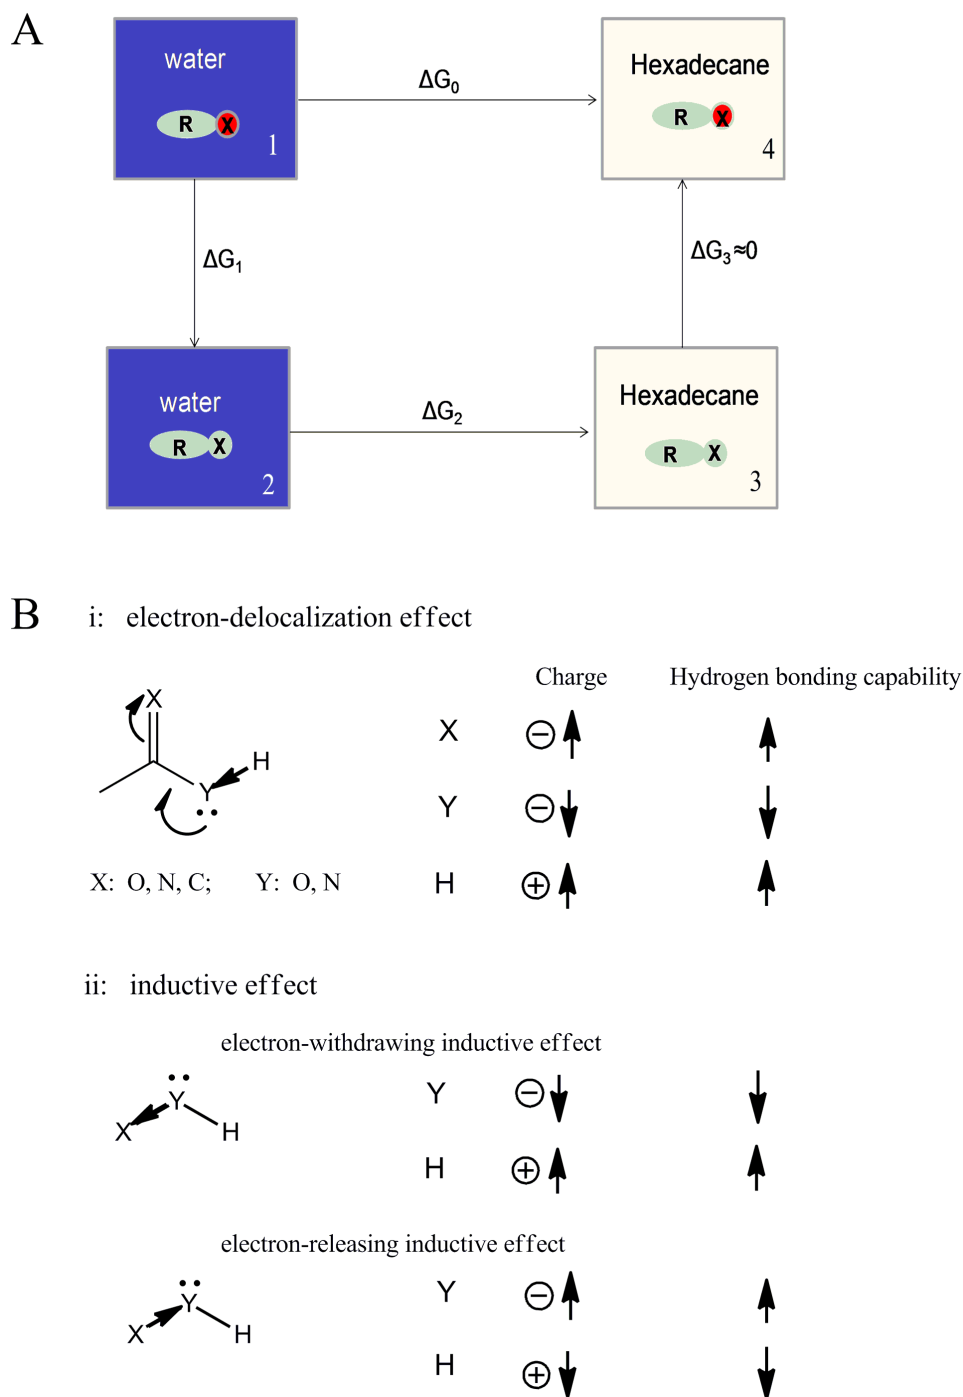 A
water
R X
1
ΔG₀
Hexadecane
R X
4
ΔG₁
ΔG₃≈0
water
R X
2
ΔG₂
Hexadecane
R X
3
B
i: electron-delocalization effect
Charge
Hydrogen bonding capability
X
H
Y
X: O, N, C; Y: O, N
X −
Y −
H +
ii: inductive effect
electron-withdrawing inductive effect
Y
X
H
Y −
H +
electron-releasing inductive effect
Y
X
H
Y −
H +